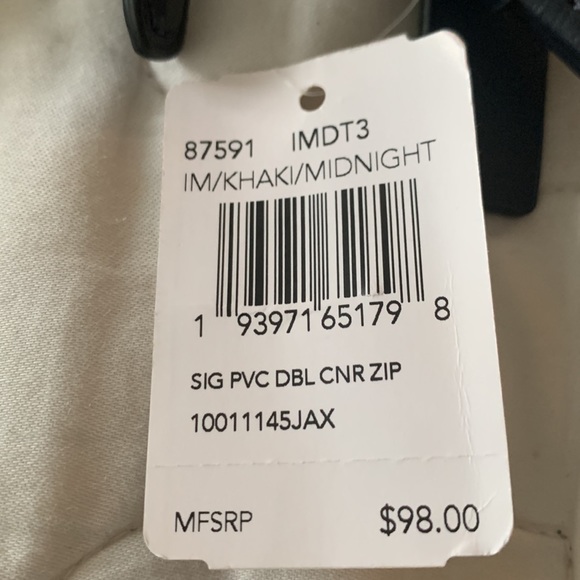 87591 IMDT3
IM/KHAKI/MIDNIGHT
1 93971 65179 8
SIG PVC DBL CNR ZIP
10011145JAX
MFSRP $98.00